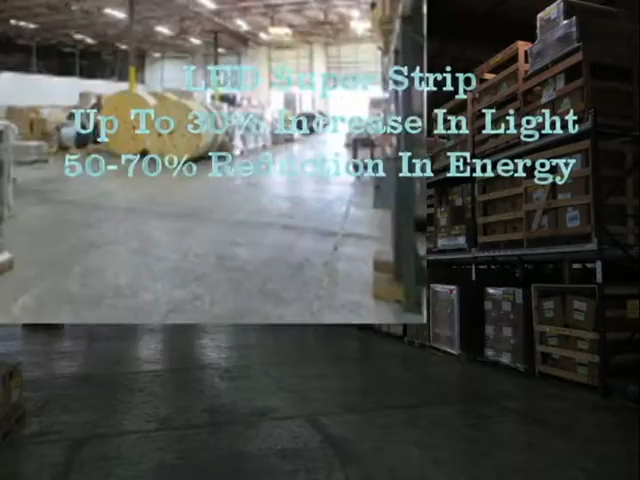 LED Super Strip
Up To 30% Increase In Light
50-70% Reduction In Energy